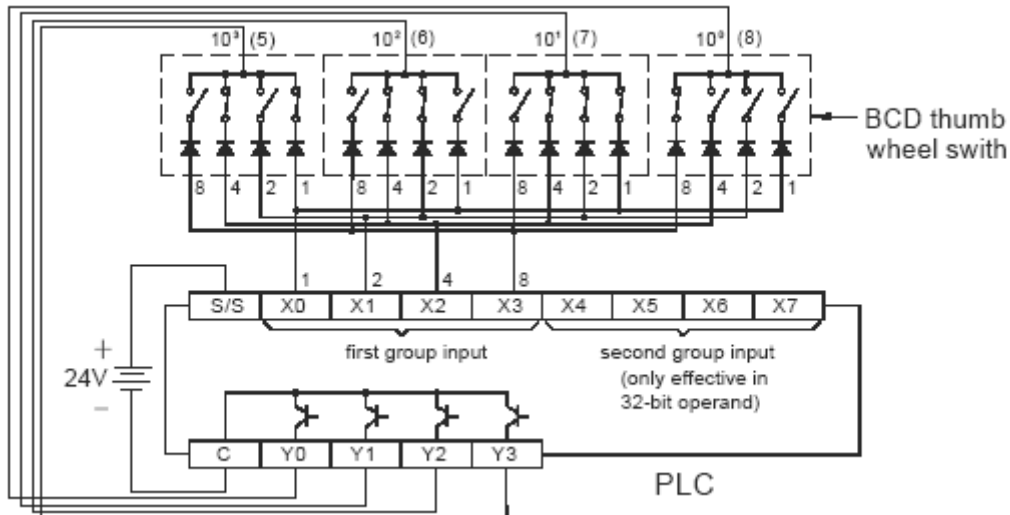 10³ (5) 10² (6) 10¹ (7) 10⁰ (8)
BCD thumb
wheel swith
8 4 2 1 8 4 2 1 8 4 2 1 8 4 2 1
1 2 4 8
S/S X0 X1 X2 X3 X4 X5 X6 X7
first group input
second group input
(only effective in
32-bit operand)
+
24V
−
C Y0 Y1 Y2 Y3
PLC